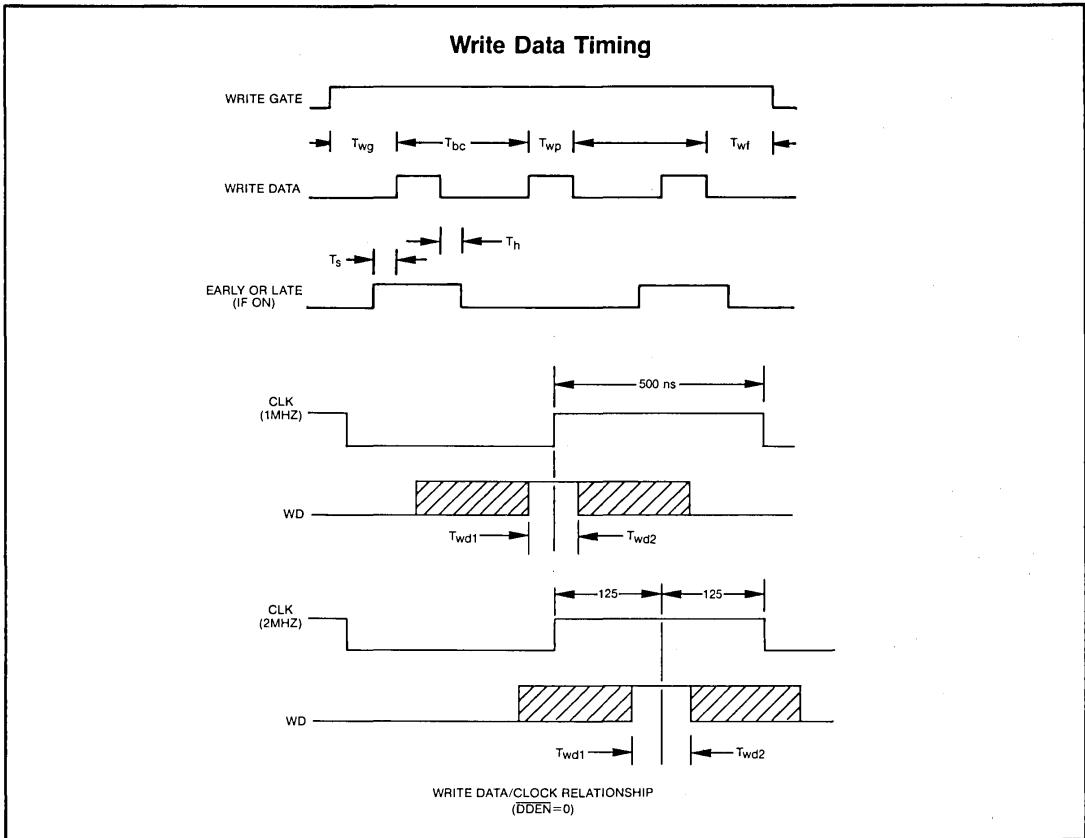 Write Data Timing
WRITE GATE
Twg Tbc Twp Twf
WRITE DATA
Th
Ts
EARLY OR LATE
(IF ON)
500 ns
CLK
(1MHZ)
WD
Twd1 Twd2
125 125
CLK
(2MHZ)
WD
Twd1 Twd2
WRITE DATA/CLOCK RELATIONSHIP
(D̅D̅E̅N̅=0)